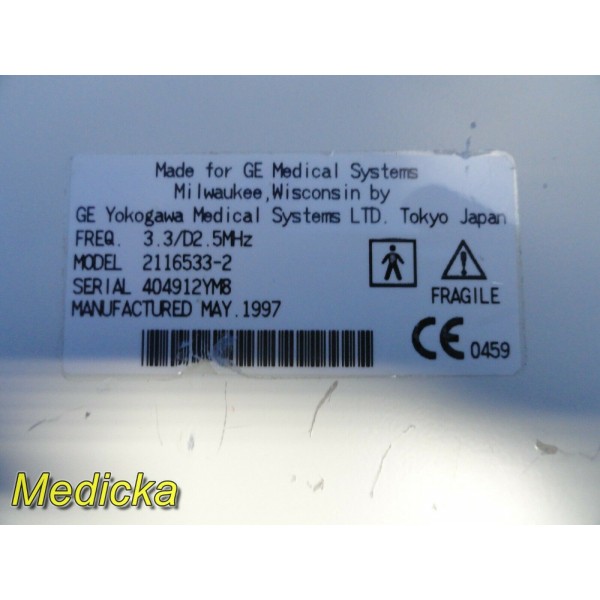 Made for GE Medical Systems
Milwaukee,Wisconsin by
GE Yokogawa Medical Systems LTD. Tokyo Japan
FREQ. 3.3/D2.5MHz
MODEL 2116533-2
SERIAL 404912YM8
MANUFACTURED MAY.1997
FRAGILE
CE 0459
Medicka